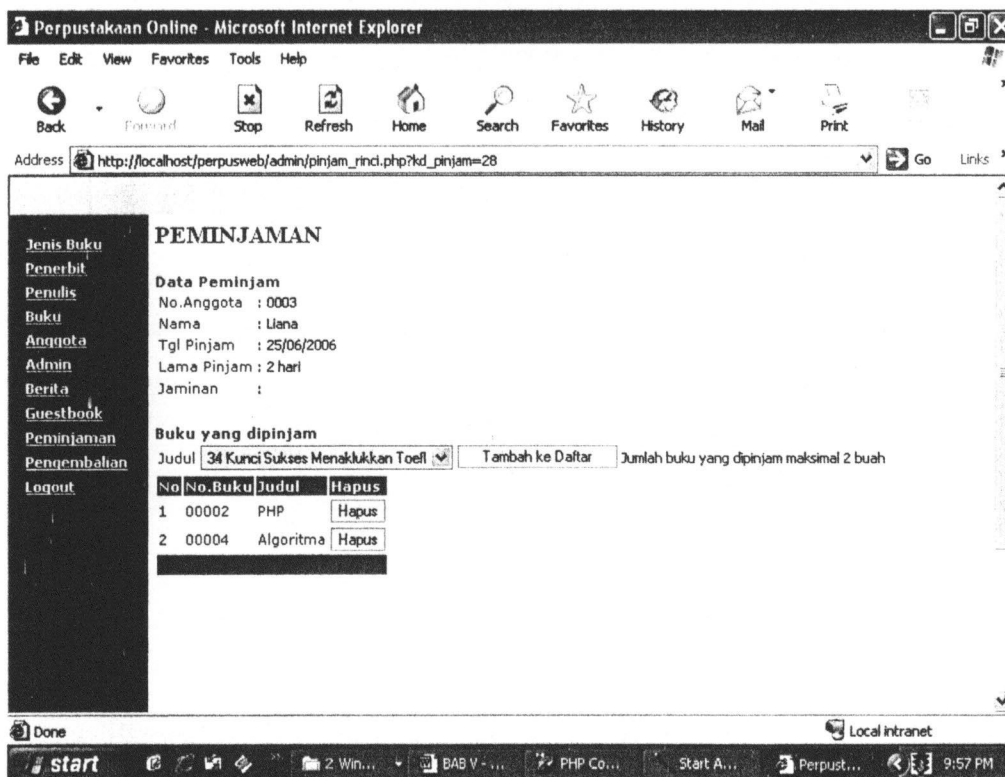 Perpustakaan Online - Microsoft Internet Explorer
File Edit View Favorites Tools Help
Back Forward Stop Refresh Home Search Favorites History Mail Print
Address http://localhost/perpusweb/admin/pinjam_rinci.php?kd_pinjam=28 Go Links
Jenis Buku
Penerbit
Penulis
Buku
Anggota
Admin
Berita
Guestbook
Peminjaman
Pengembalian
Logout
PEMINJAMAN
Data Peminjam
No.Anggota : 0003
Nama : Liana
Tgl Pinjam : 25/06/2006
Lama Pinjam : 2 hari
Jaminan :
Buku yang dipinjam
Judul 34 Kunci Sukses Menaklukkan Toefl Tambah ke Daftar Jumlah buku yang dipinjam maksimal 2 buah
No No.Buku Judul Hapus
1 00002 PHP Hapus
2 00004 Algoritma Hapus
Done Local intranet
start 2 Win... BAB V - ... PHP Co... Start A... Perpust... 9:57 PM